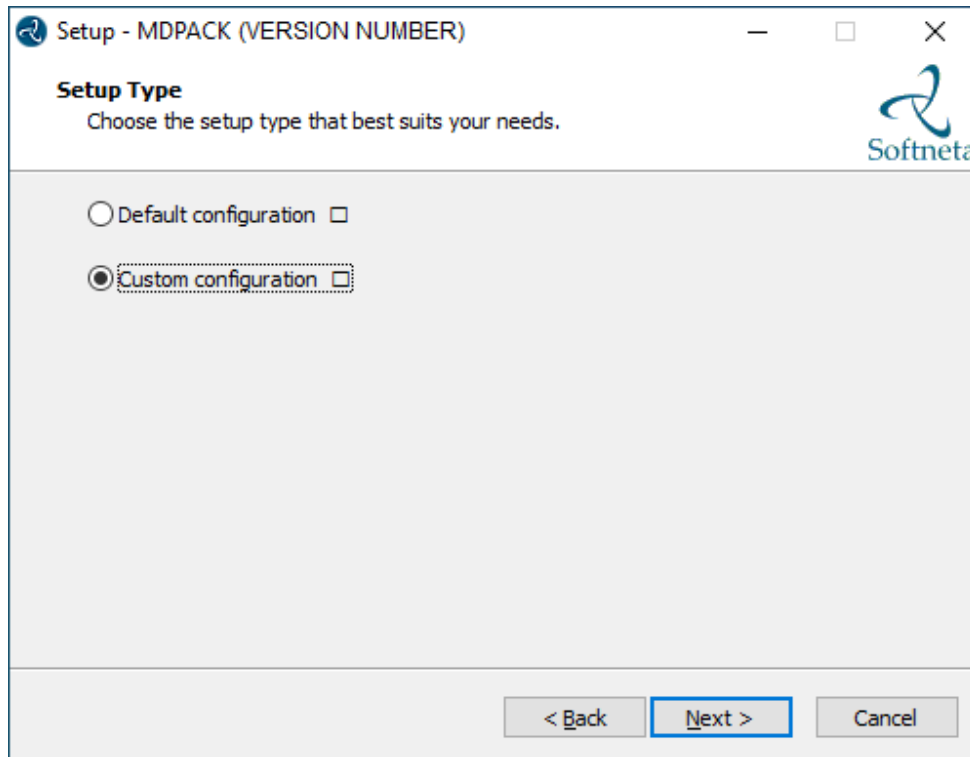 Setup - MDPACK (VERSION NUMBER)
Setup Type
Choose the setup type that best suits your needs.
Softneta
Default configuration □
Custom configuration □
< Back
Next >
Cancel